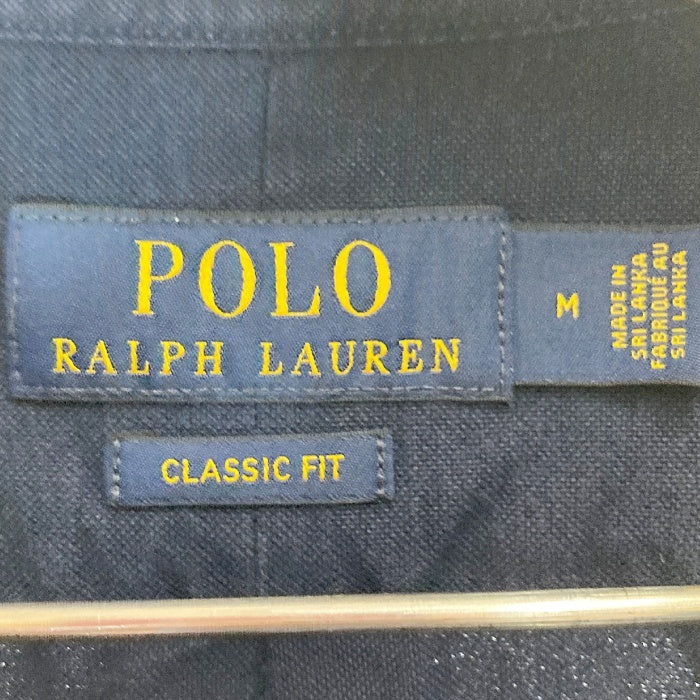 POLO
RALPH LAUREN
M
MADE IN
SRI LANKA
FABRIQUÉ AU
SRI LANKA
CLASSIC FIT